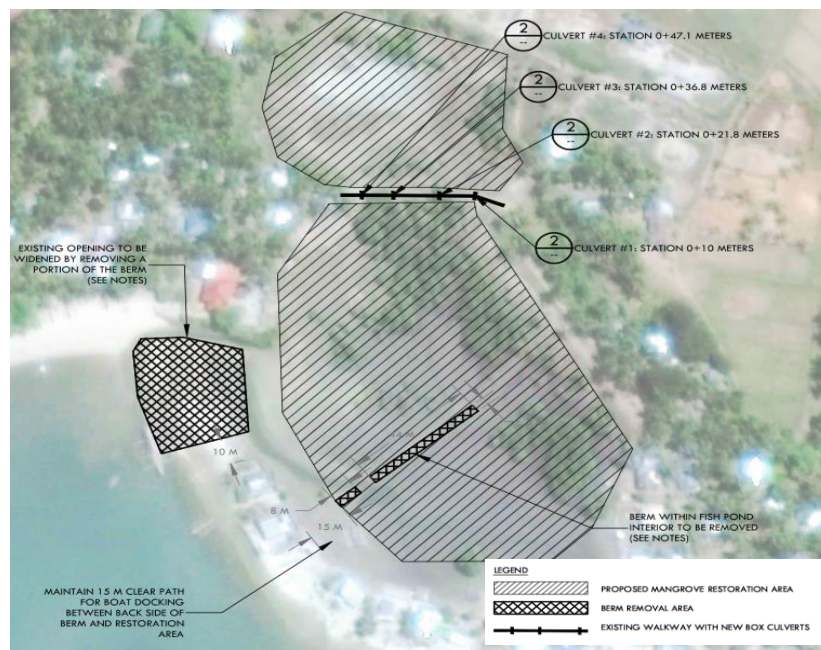 2
--
CULVERT #4: STATION 0+47.1 METERS
2
--
CULVERT #3: STATION 0+36.8 METERS
2
--
CULVERT #2: STATION 0+21.8 METERS
2
--
CULVERT #1: STATION 0+10 METERS
EXISTING OPENING TO BE
WIDENED BY REMOVING A
PORTION OF THE BERM
(SEE NOTES)
44 M
10 M
8 M
15 M
BERM WITHIN FISH POND
INTERIOR TO BE REMOVED
(SEE NOTES)
MAINTAIN 15 M CLEAR PATH
FOR BOAT DOCKING
BETWEEN BACK SIDE OF
BERM AND RESTORATION
AREA
LEGEND
PROPOSED MANGROVE RESTORATION AREA
BERM REMOVAL AREA
EXISTING WALKWAY WITH NEW BOX CULVERTS